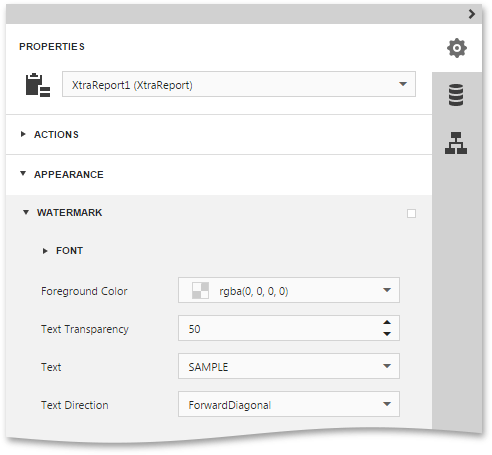 PROPERTIES
XtraReport1 (XtraReport)
ACTIONS
APPEARANCE
WATERMARK
FONT
Foreground Color rgba(0, 0, 0, 0)
Text Transparency 50
Text SAMPLE
Text Direction ForwardDiagonal